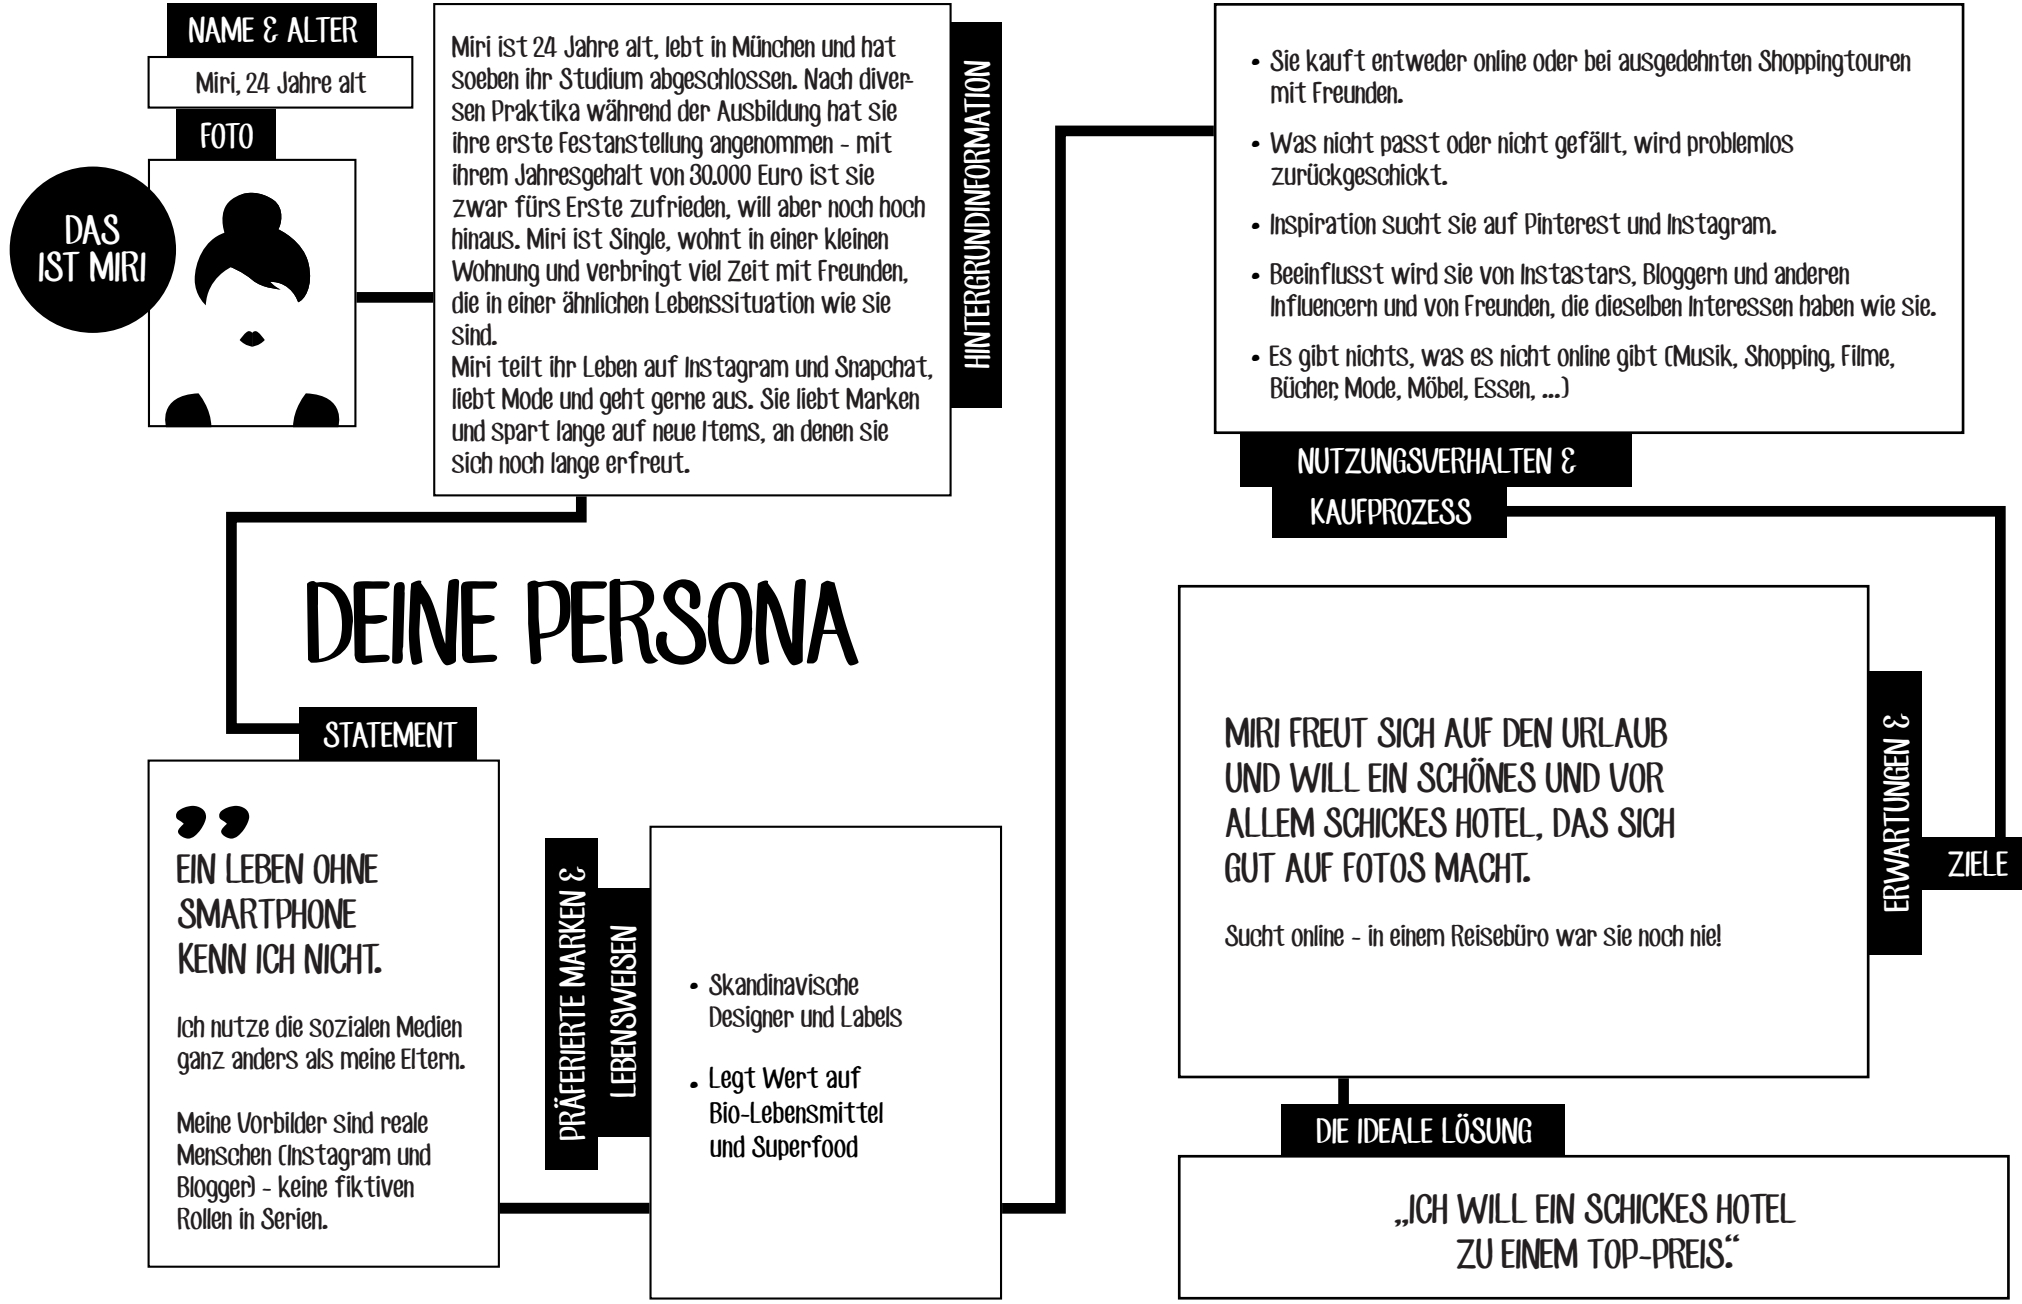 NAME & ALTER
Miri, 24 Jahre alt
FOTO
DAS
IST MIRI
Miri ist 24 Jahre alt, lebt in München und hat
soeben ihr Studium abgeschlossen. Nach diver-
sen Praktika während der Ausbildung hat sie
ihre erste Festanstellung angenommen - mit
ihrem Jahresgehalt von 30.000 Euro ist sie
zwar fürs Erste zufrieden, will aber noch hoch
hinaus. Miri ist Single, wohnt in einer kleinen
Wohnung und verbringt viel Zeit mit Freunden,
die in einer ähnlichen Lebenssituation wie sie
sind.
Miri teilt ihr Leben auf Instagram und Snapchat,
liebt Mode und geht gerne aus. Sie liebt Marken
und spart lange auf neue Items, an denen sie
sich noch lange erfreut.
HINTERGRUNDINFORMATION
DEINE PERSONA
STATEMENT
”
EIN LEBEN OHNE
SMARTPHONE
KENN ICH NICHT.
Ich nutze die sozialen Medien
ganz anders als meine Eltern.
Meine Vorbilder sind reale
Menschen (Instagram und
Blogger) - keine fiktiven
Rollen in Serien.
PRÄFERIERTE MARKEN &
LEBENSWEISEN
• Skandinavische
Designer und Labels
• Legt Wert auf
Bio-Lebensmittel
und Superfood
• Sie kauft entweder online oder bei ausgedehnten Shoppingtouren
mit Freunden.
• Was nicht passt oder nicht gefällt, wird problemlos
zurückgeschickt.
• Inspiration sucht sie auf Pinterest und Instagram.
• Beeinflusst wird sie von Instastars, Bloggern und anderen
Influencern und von Freunden, die dieselben Interessen haben wie sie.
• Es gibt nichts, was es nicht online gibt (Musik, Shopping, Filme,
Bücher, Mode, Möbel, Essen, ...)
NUTZUNGSVERHALTEN &
KAUFPROZESS
MIRI FREUT SICH AUF DEN URLAUB
UND WILL EIN SCHÖNES UND VOR
ALLEM SCHICKES HOTEL, DAS SICH
GUT AUF FOTOS MACHT.
Sucht online - in einem Reisebüro war sie noch nie!
ERWARTUNGEN &
ZIELE
DIE IDEALE LÖSUNG
„ICH WILL EIN SCHICKES HOTEL
ZU EINEM TOP-PREIS.“